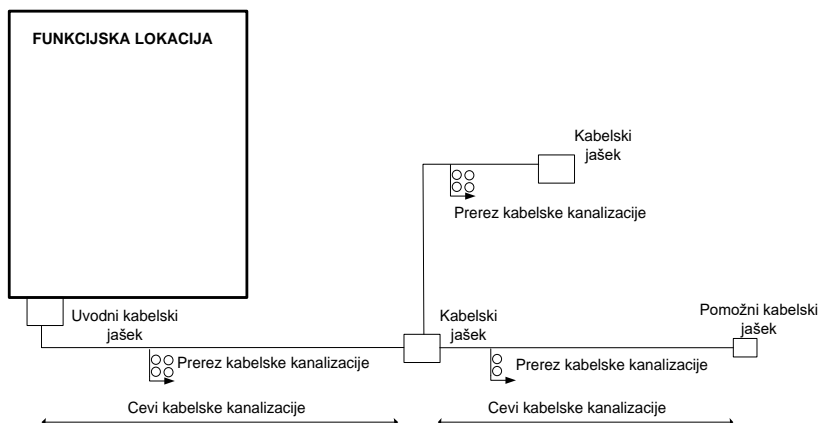 FUNKCIJSKA LOKACIJA
Kabelski
jašek
Prerez kabelske kanalizacije
Uvodni kabelski
jašek
Kabelski
jašek
Pomožni kabelski
jašek
Prerez kabelske kanalizacije
Prerez kabelske kanalizacije
Cevi kabelske kanalizacije
Cevi kabelske kanalizacije